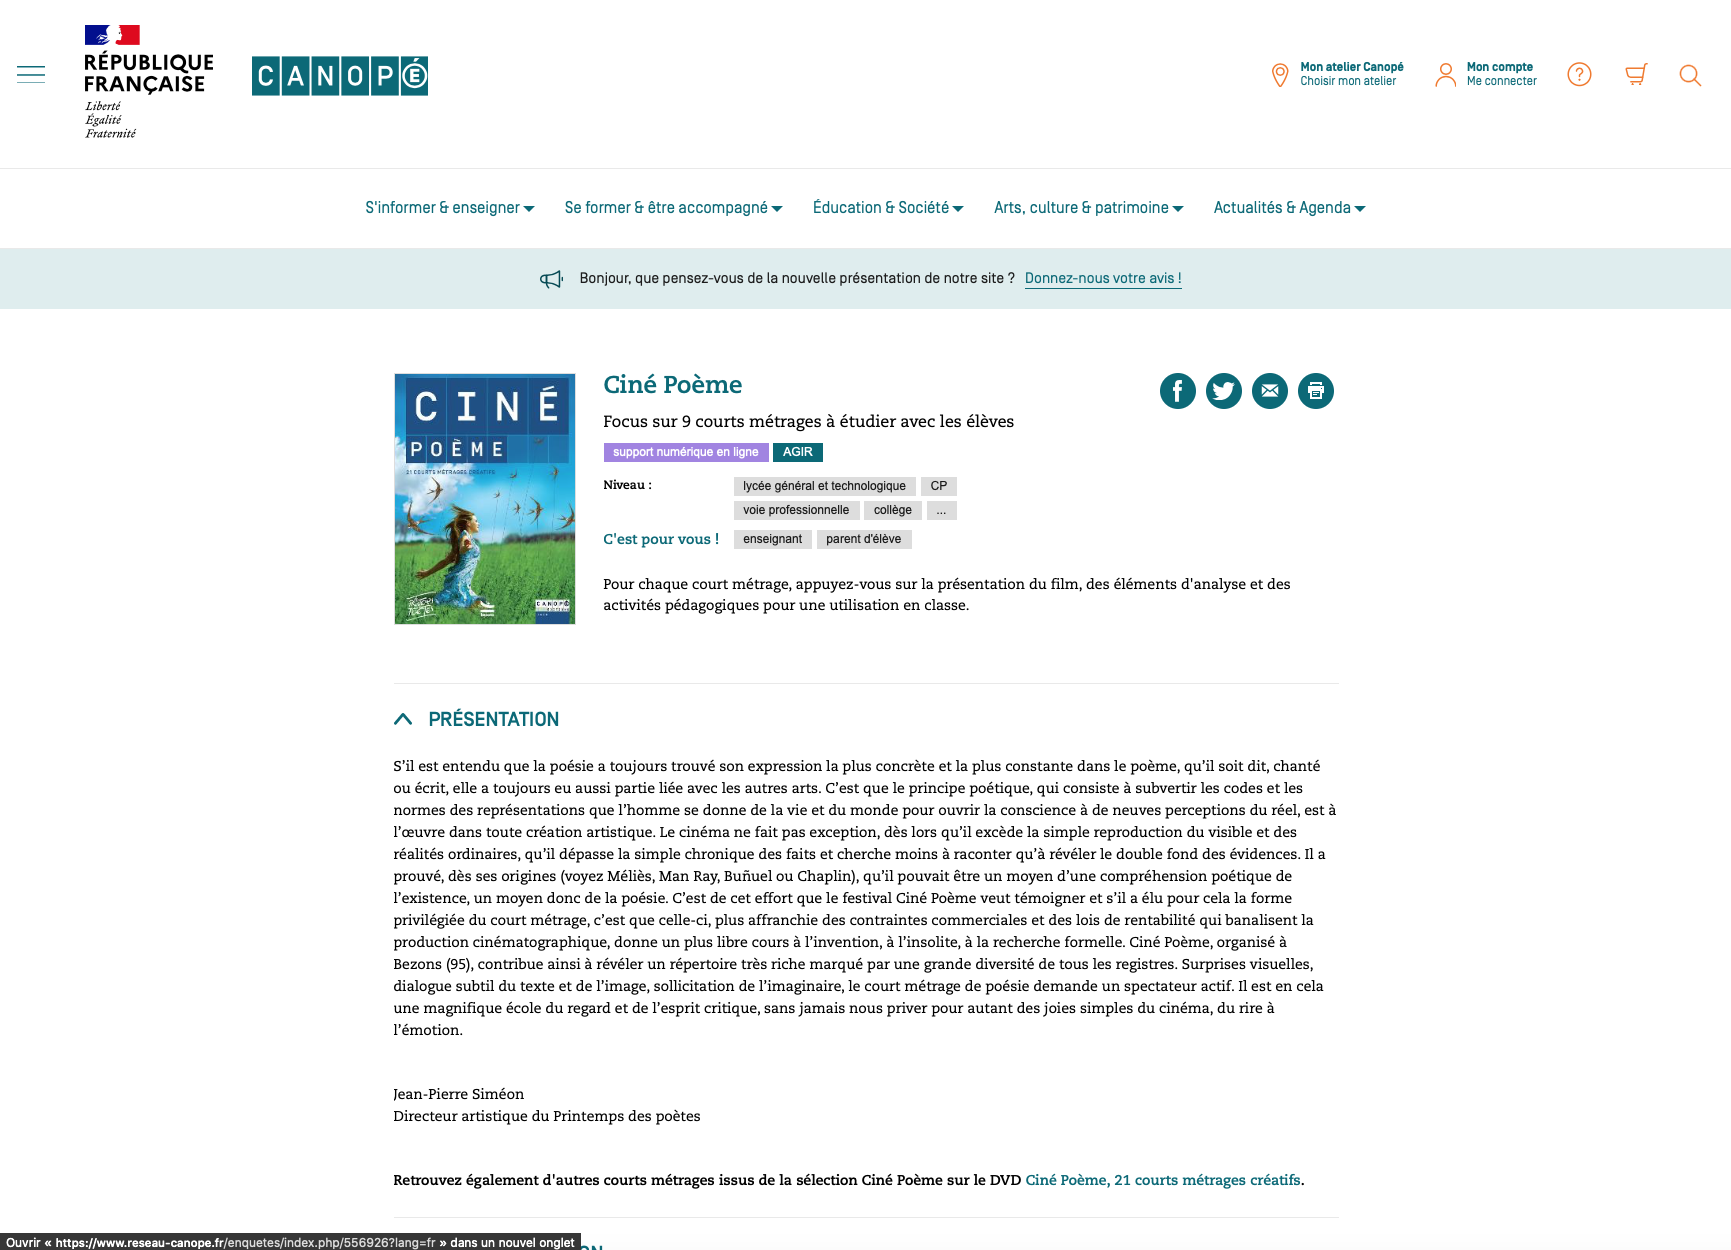 RÉPUBLIQUE
FRANÇAISE
Liberté
Égalité
Fraternité
CANOPÉ
Mon atelier Canopé
Choisir mon atelier
Mon compte
Me connecter
S'informer & enseigner
Se former & être accompagné
Éducation & Société
Arts, culture & patrimoine
Actualités & Agenda
Bonjour, que pensez-vous de la nouvelle présentation de notre site ? Donnez-nous votre avis !
CINÉ
POÈME
21 COURTS MÉTRAGES CRÉATIFS
CANOPÉ
Ciné Poème
Focus sur 9 courts métrages à étudier avec les élèves
support numérique en ligne AGIR
Niveau : lycée général et technologique CP
voie professionnelle collège ...
C'est pour vous ! enseignant parent d'élève
Pour chaque court métrage, appuyez-vous sur la présentation du film, des éléments d'analyse et des
activités pédagogiques pour une utilisation en classe.
PRÉSENTATION
S’il est entendu que la poésie a toujours trouvé son expression la plus concrète et la plus constante dans le poème, qu’il soit dit, chanté
ou écrit, elle a toujours eu aussi partie liée avec les autres arts. C’est que le principe poétique, qui consiste à subvertir les codes et les
normes des représentations que l’homme se donne de la vie et du monde pour ouvrir la conscience à de neuves perceptions du réel, est à
l’œuvre dans toute création artistique. Le cinéma ne fait pas exception, dès lors qu’il excède la simple reproduction du visible et des
réalités ordinaires, qu’il dépasse la simple chronique des faits et cherche moins à raconter qu’à révéler le double fond des évidences. Il a
prouvé, dès ses origines (voyez Méliès, Man Ray, Buñuel ou Chaplin), qu’il pouvait être un moyen d’une compréhension poétique de
l’existence, un moyen donc de la poésie. C’est de cet effort que le festival Ciné Poème veut témoigner et s’il a élu pour cela la forme
privilégiée du court métrage, c’est que celle-ci, plus affranchie des contraintes commerciales et des lois de rentabilité qui banalisent la
production cinématographique, donne un plus libre cours à l’invention, à l’insolite, à la recherche formelle. Ciné Poème, organisé à
Bezons (95), contribue ainsi à révéler un répertoire très riche marqué par une grande diversité de tous les registres. Surprises visuelles,
dialogue subtil du texte et de l’image, sollicitation de l’imaginaire, le court métrage de poésie demande un spectateur actif. Il est en cela
une magnifique école du regard et de l’esprit critique, sans jamais nous priver pour autant des joies simples du cinéma, du rire à
l’émotion.
Jean-Pierre Siméon
Directeur artistique du Printemps des poètes
Retrouvez également d'autres courts métrages issus de la sélection Ciné Poème sur le DVD Ciné Poème, 21 courts métrages créatifs.
Ouvrir « https://www.reseau-canope.fr/enquetes/index.php/556926?lang=fr » dans un nouvel onglet